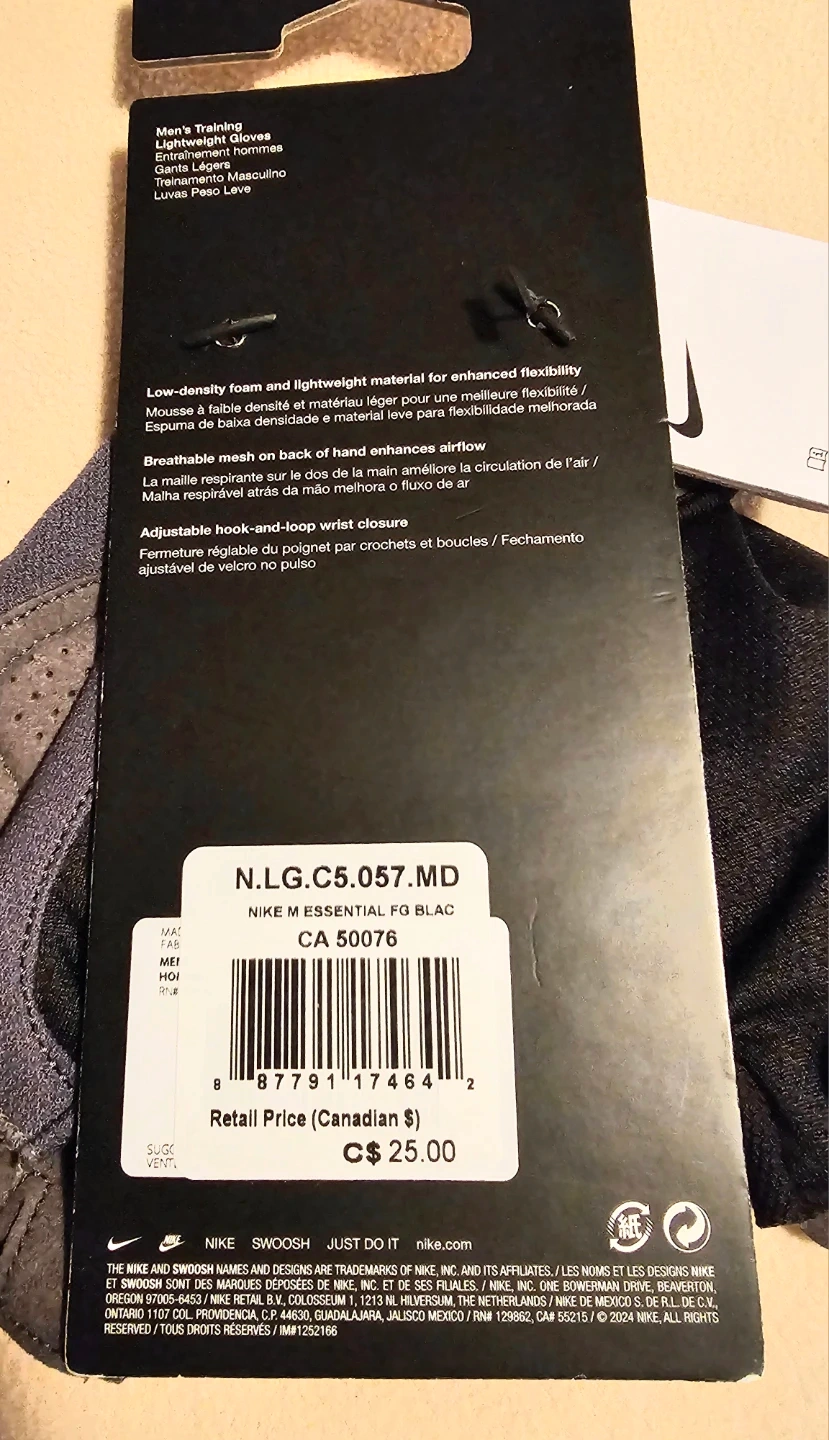 Men's Training
Lightweight Gloves
Entraînement hommes
Gants Légers
Treinamento Masculino
Luvas Peso Leve
Low-density foam and lightweight material for enhanced flexibility
Mousse à faible densité et matériau léger pour une meilleure flexibilité /
Espuma de baixa densidade e material leve para flexibilidade melhorada
Breathable mesh on back of hand enhances airflow
La maille respirante sur le dos de la main améliore la circulation de l'air /
Malha respirável atrás da mão melhora o fluxo de ar
Adjustable hook-and-loop wrist closure
Fermeture réglable du poignet par crochets et boucles / Fechamento
ajustável de velcro no pulso
N.LG.C5.057.MD
NIKE M ESSENTIAL FG BLAC
CA 50076
MAD
FAB
MEN
HOM
RN#
8 87791 17464 2
Retail Price (Canadian $)
C$ 25.00
SUGG
VENT
NIKE NIKE SWOOSH JUST DO IT nike.com
紙
THE NIKE AND SWOOSH NAMES AND DESIGNS ARE TRADEMARKS OF NIKE, INC. AND ITS AFFILIATES. / LES NOMS ET LES DESIGNS NIKE
ET SWOOSH SONT DES MARQUES DÉPOSÉES DE NIKE, INC. ET DE SES FILIALES. / NIKE, INC. ONE BOWERMAN DRIVE, BEAVERTON,
OREGON 97005-6453 / NIKE RETAIL B.V., COLOSSEUM 1, 1213 NL HILVERSUM, THE NETHERLANDS / NIKE DE MEXICO S. DE R.L. DE C.V.,
ONTARIO 1107 COL. PROVIDENCIA, C.P. 44630, GUADALAJARA, JALISCO MEXICO / RN# 129862, CA# 55215 / © 2024 NIKE, ALL RIGHTS
RESERVED / TOUS DROITS RÉSERVÉS / IM#1252166